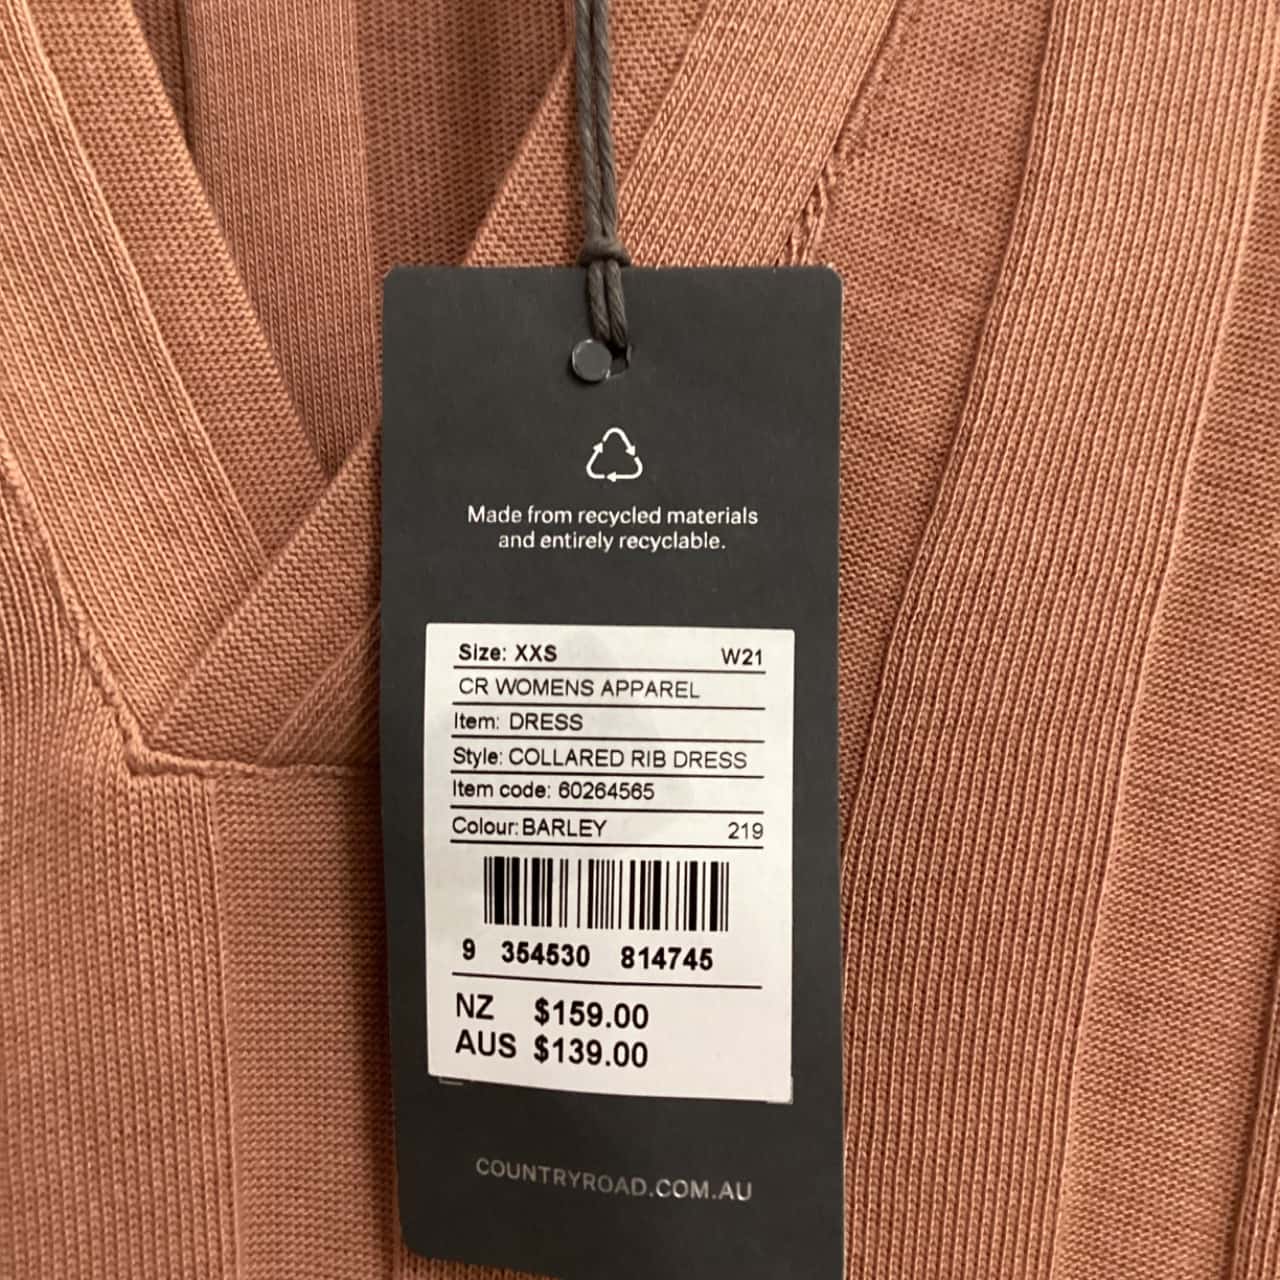 Made from recycled materials
and entirely recyclable.
Size: XXS W21
CR WOMENS APPAREL
Item: DRESS
Style: COLLARED RIB DRESS
Item code: 60264565
Colour: BARLEY 219
9 354530 814745
NZ $159.00
AUS $139.00
COUNTRYROAD.COM.AU